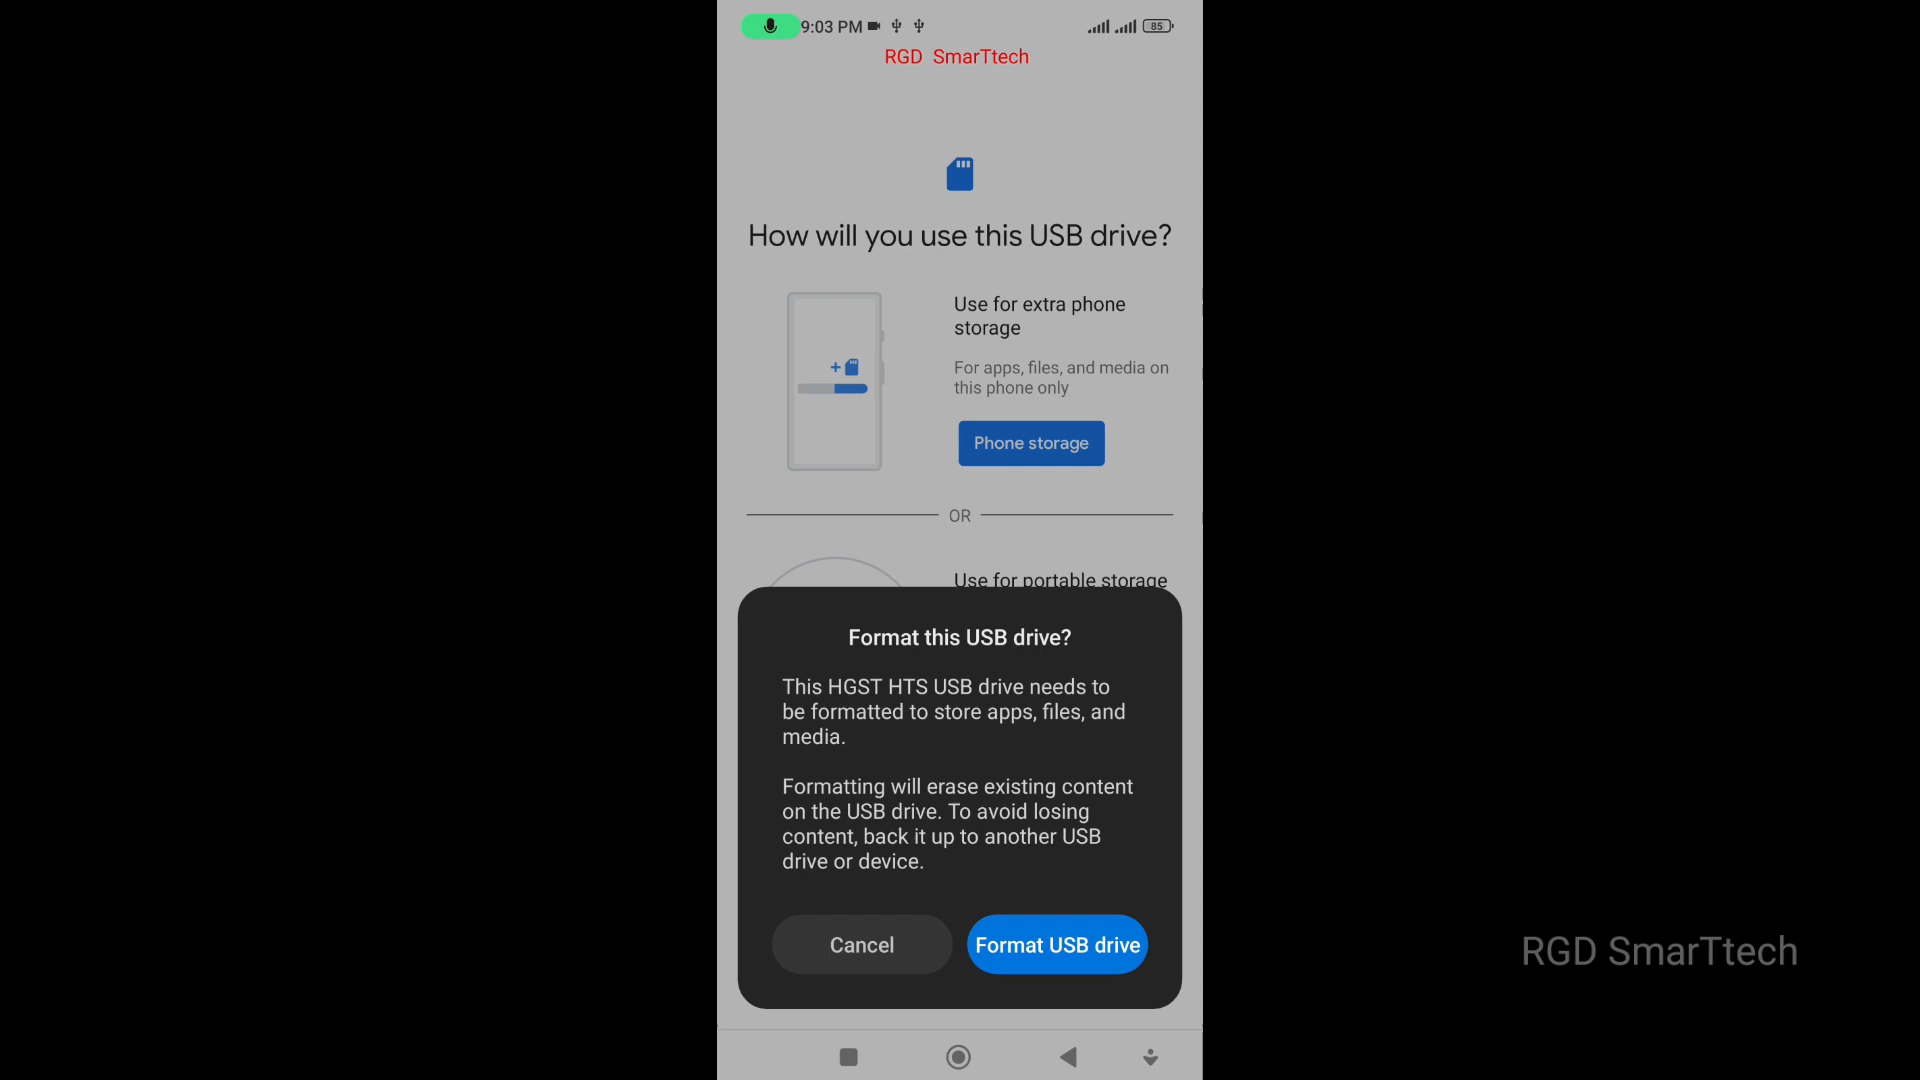 9:03 PM
85
RGD SmarTtech
How will you use this USB drive?
Use for extra phone
storage
For apps, files, and media on
this phone only
Phone storage
OR
Use for portable storage
Format this USB drive?
This HGST HTS USB drive needs to
be formatted to store apps, files, and
media.
Formatting will erase existing content
on the USB drive. To avoid losing
content, back it up to another USB
drive or device.
Cancel
Format USB drive
RGD SmarTtech